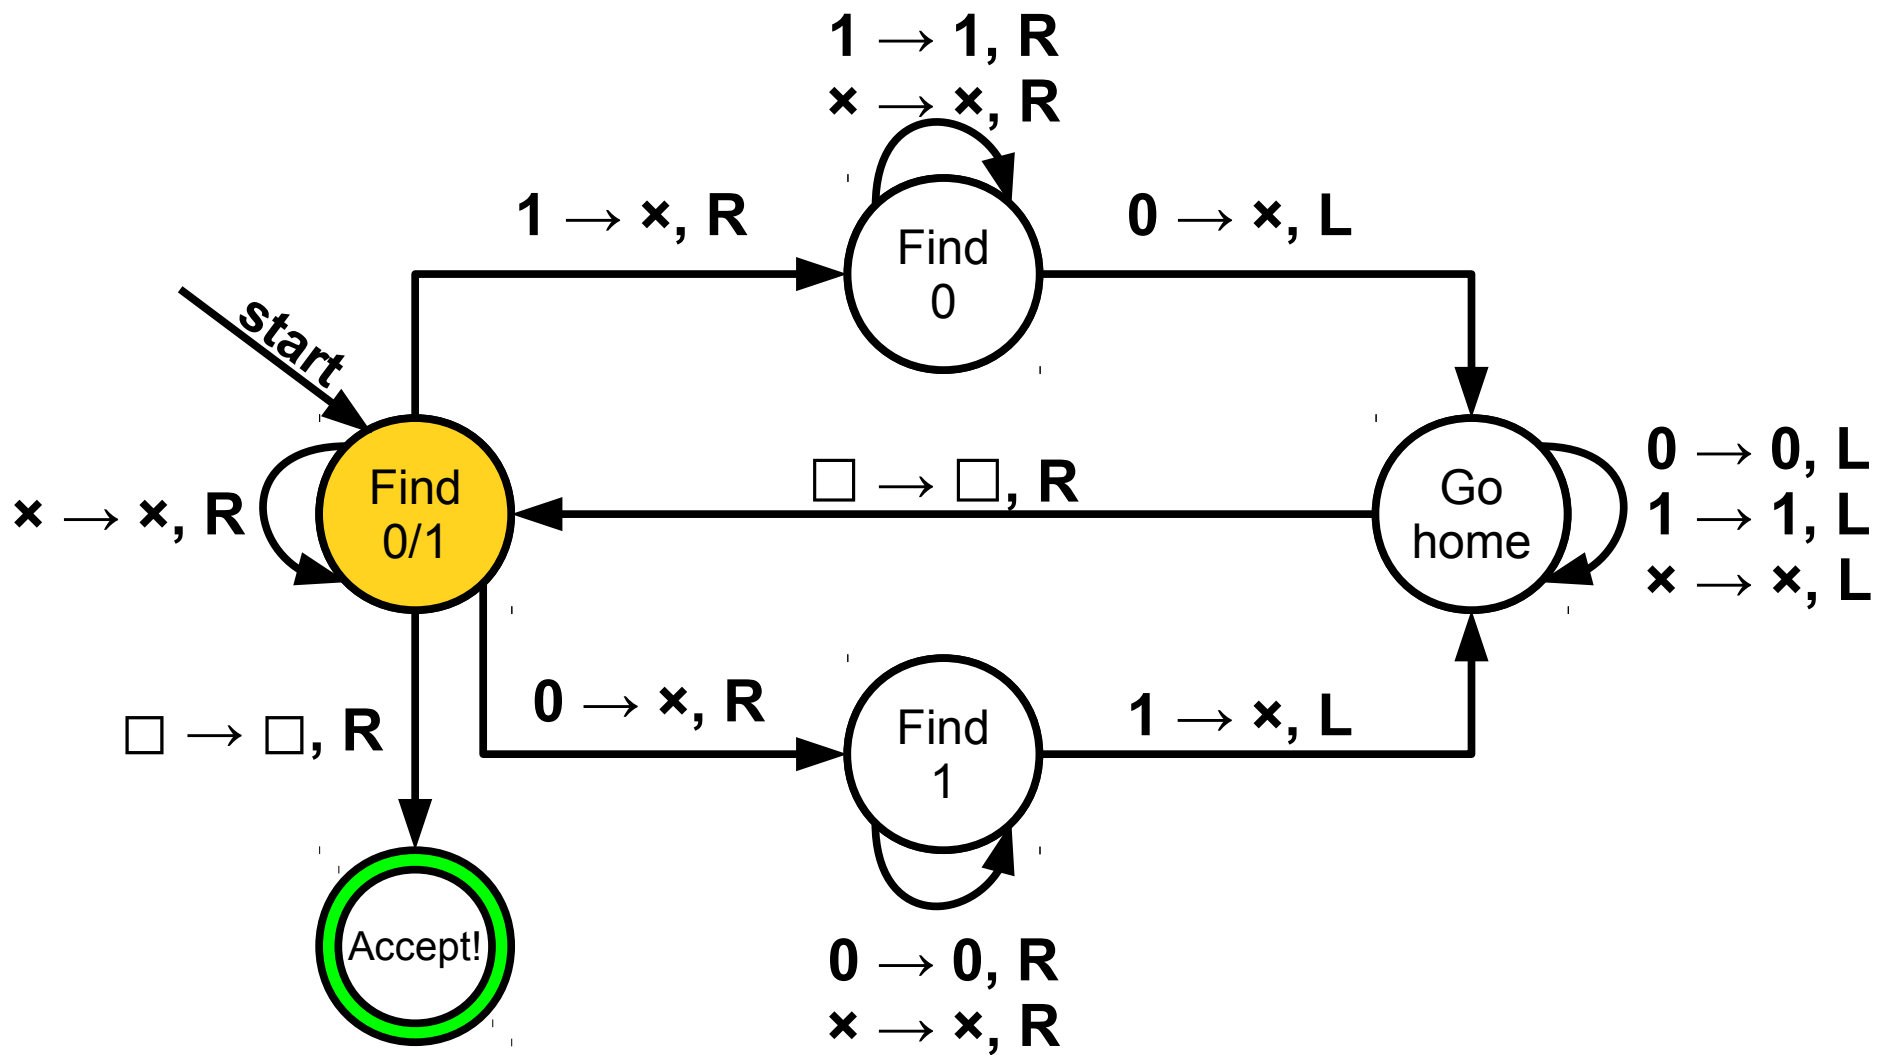 1 → 1, R
× → ×, R
1 → ×, R
Find
0
0 → ×, L
start
Find
0/1
× → ×, R
□ → □, R
Go
home
0 → 0, L
1 → 1, L
× → ×, L
□ → □, R
0 → ×, R
Find
1
1 → ×, L
Accept!
0 → 0, R
× → ×, R